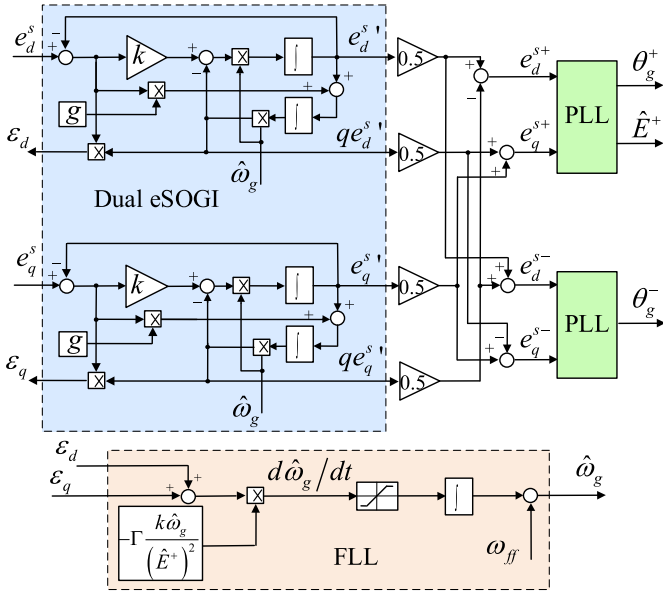 e_d^s + − k + − × ∫ e_d^s' 0.5 + − e_d^{s+} θ_g^+
g × + + × ∫ PLL
ε_d × qe_d^s' 0.5 + + e_q^{s+} Ê^+
Dual eSOGI ω̂_g
e_q^s + − k + − × ∫ e_q^s' 0.5 + + e_d^{s−} θ_g^−
g × + + × ∫ PLL
ε_q × qe_q^s' 0.5 + − e_q^{s−}
ω̂_g
ε_d
ε_q + + × dω̂_g/dt ∫ ω̂_g
−Γ kω̂_g/(Ê^+)^2
FLL ω_ff